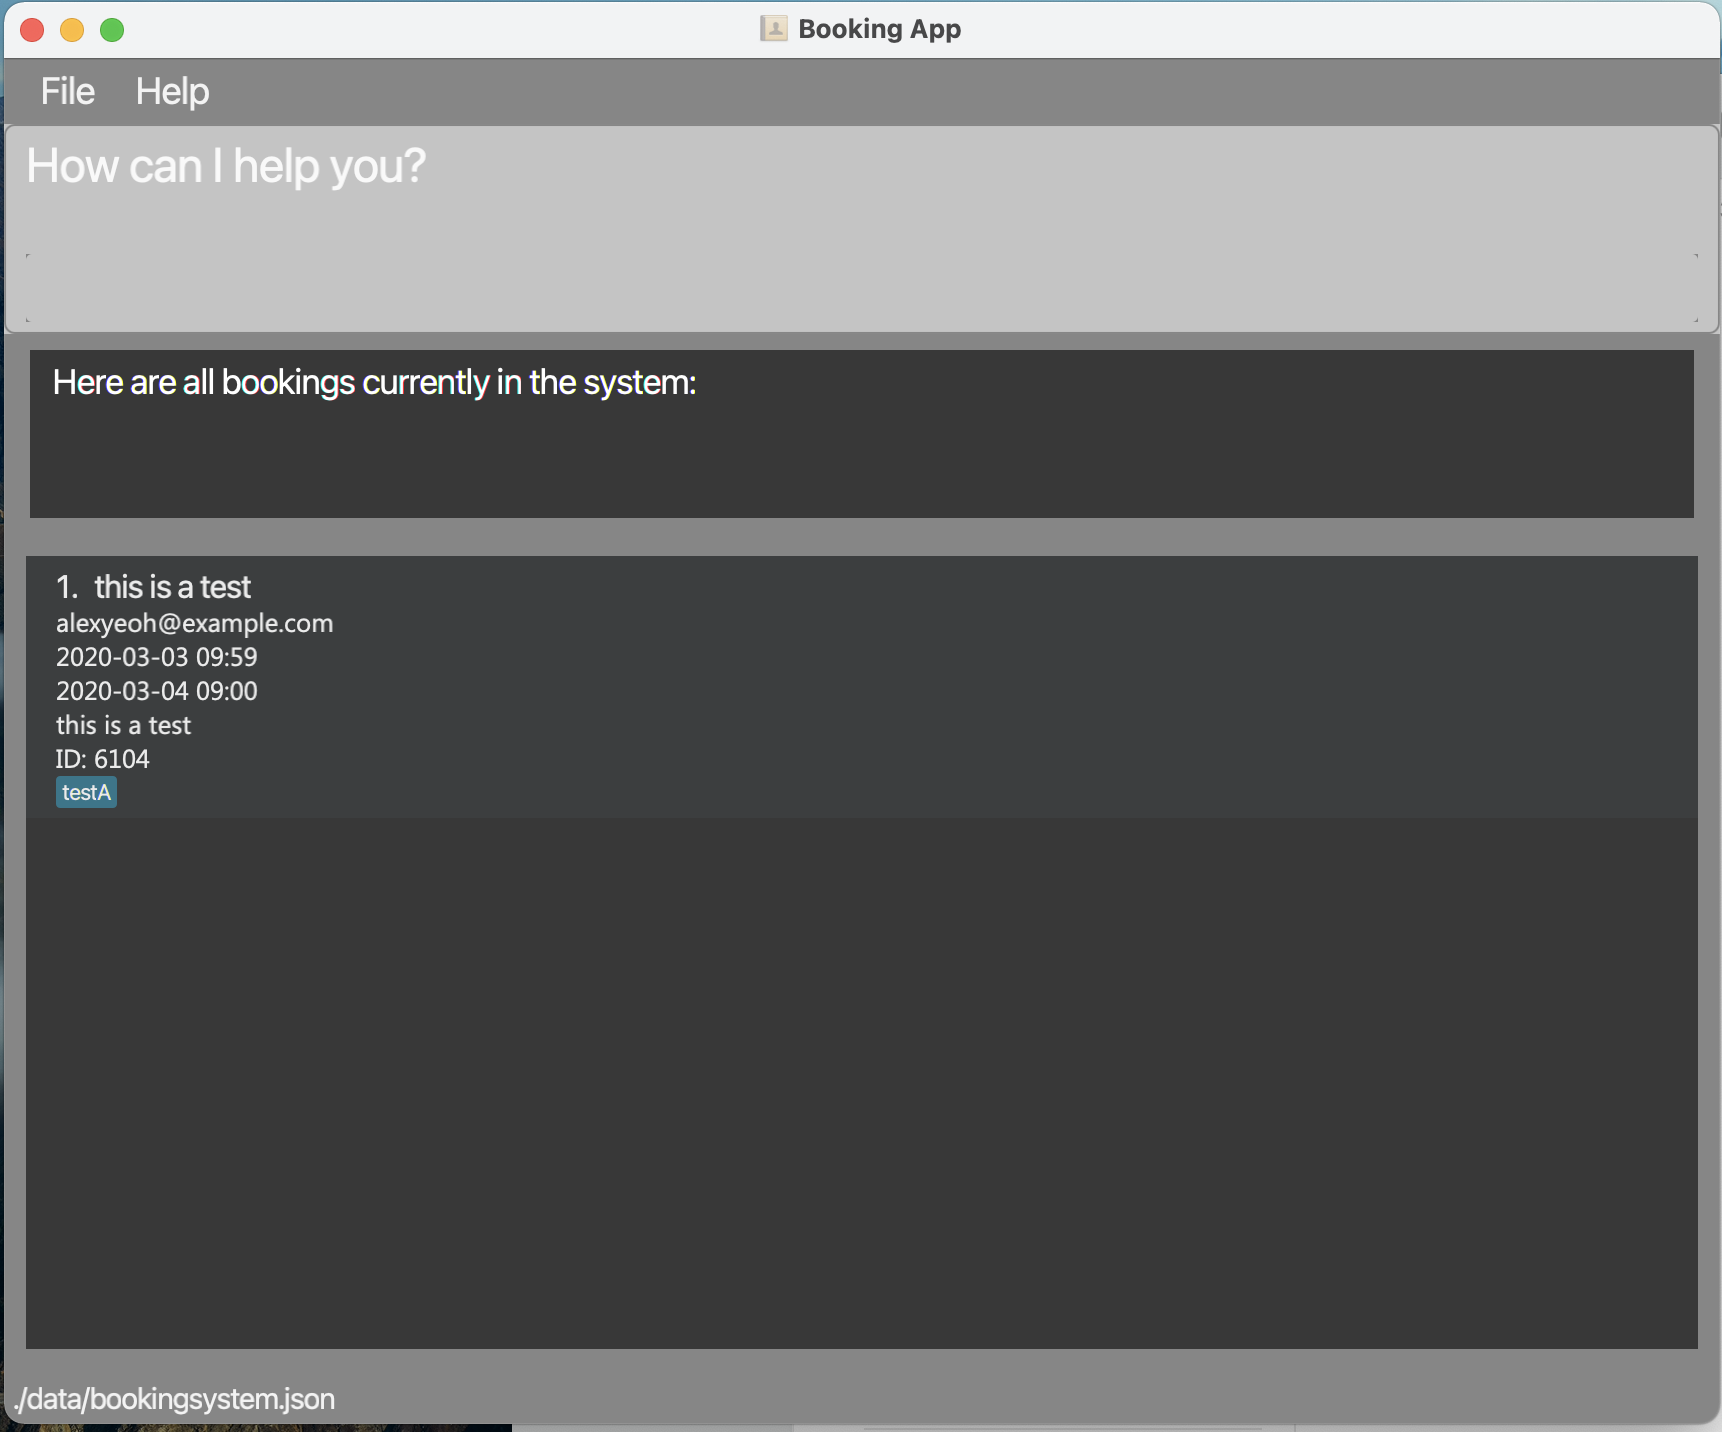 Booking App
File Help
How can I help you?
Here are all bookings currently in the system:
1. this is a test
alexyeoh@example.com
2020-03-03 09:59
2020-03-04 09:00
this is a test
ID: 6104
testA
./data/bookingsystem.json